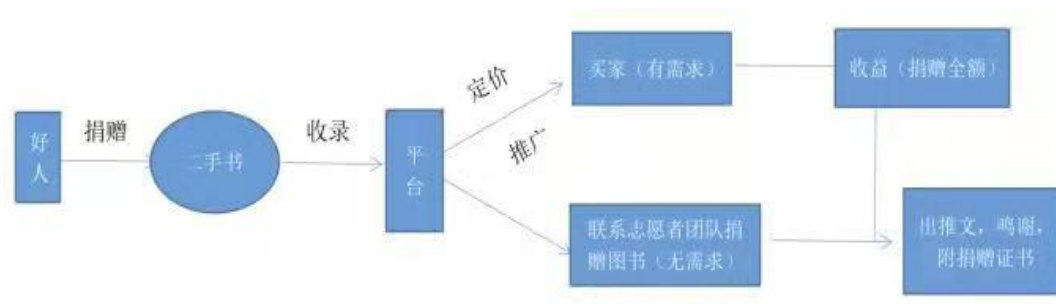 好人
捐赠
二手书
收录
平台
定价
推广
买家（有需求）
收益（捐赠全额）
联系志愿者团队捐
赠图书（无需求）
出推文，鸣谢，
附捐赠证书